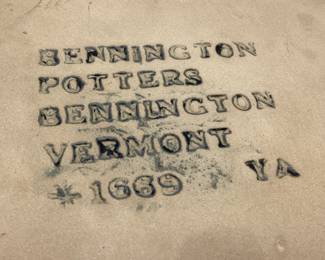 BENNINGTON
POTTERS
BENNINGTON
VERMONT
*1669 YA